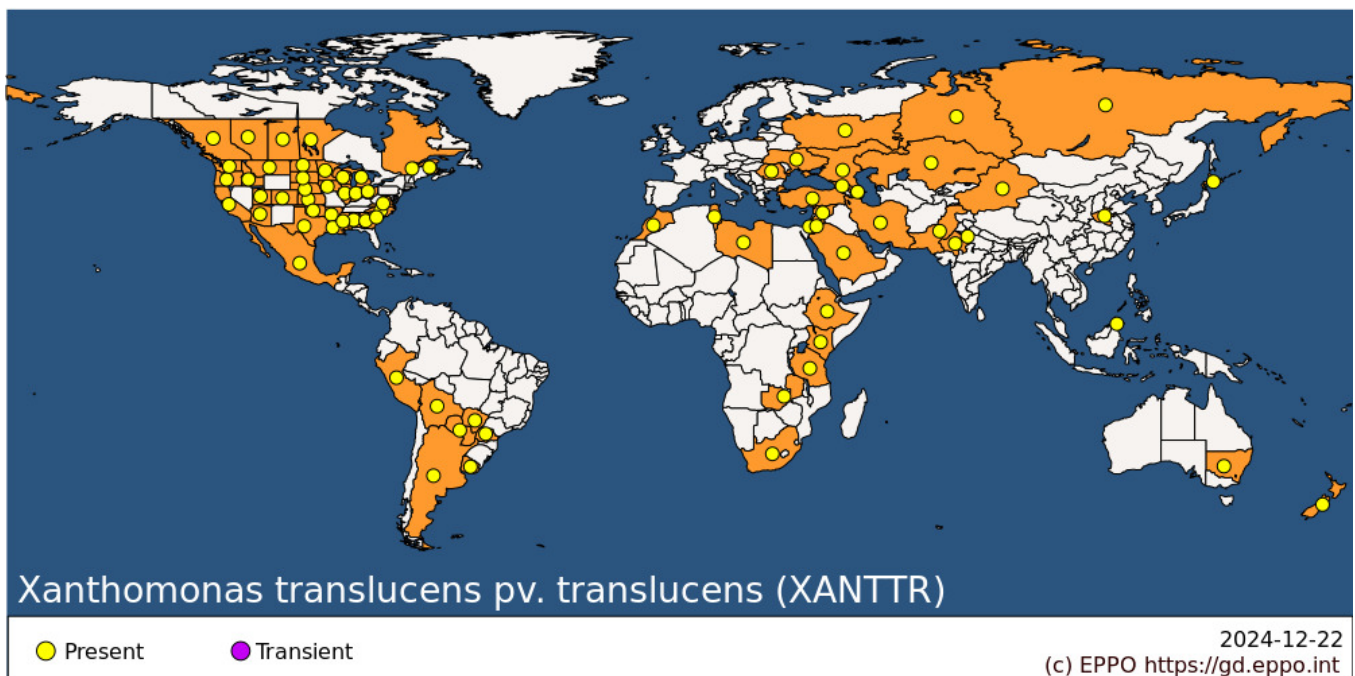 Xanthomonas translucens pv. translucens (XANTTR)
Present
Transient
2024-12-22
(c) EPPO https://gd.eppo.int